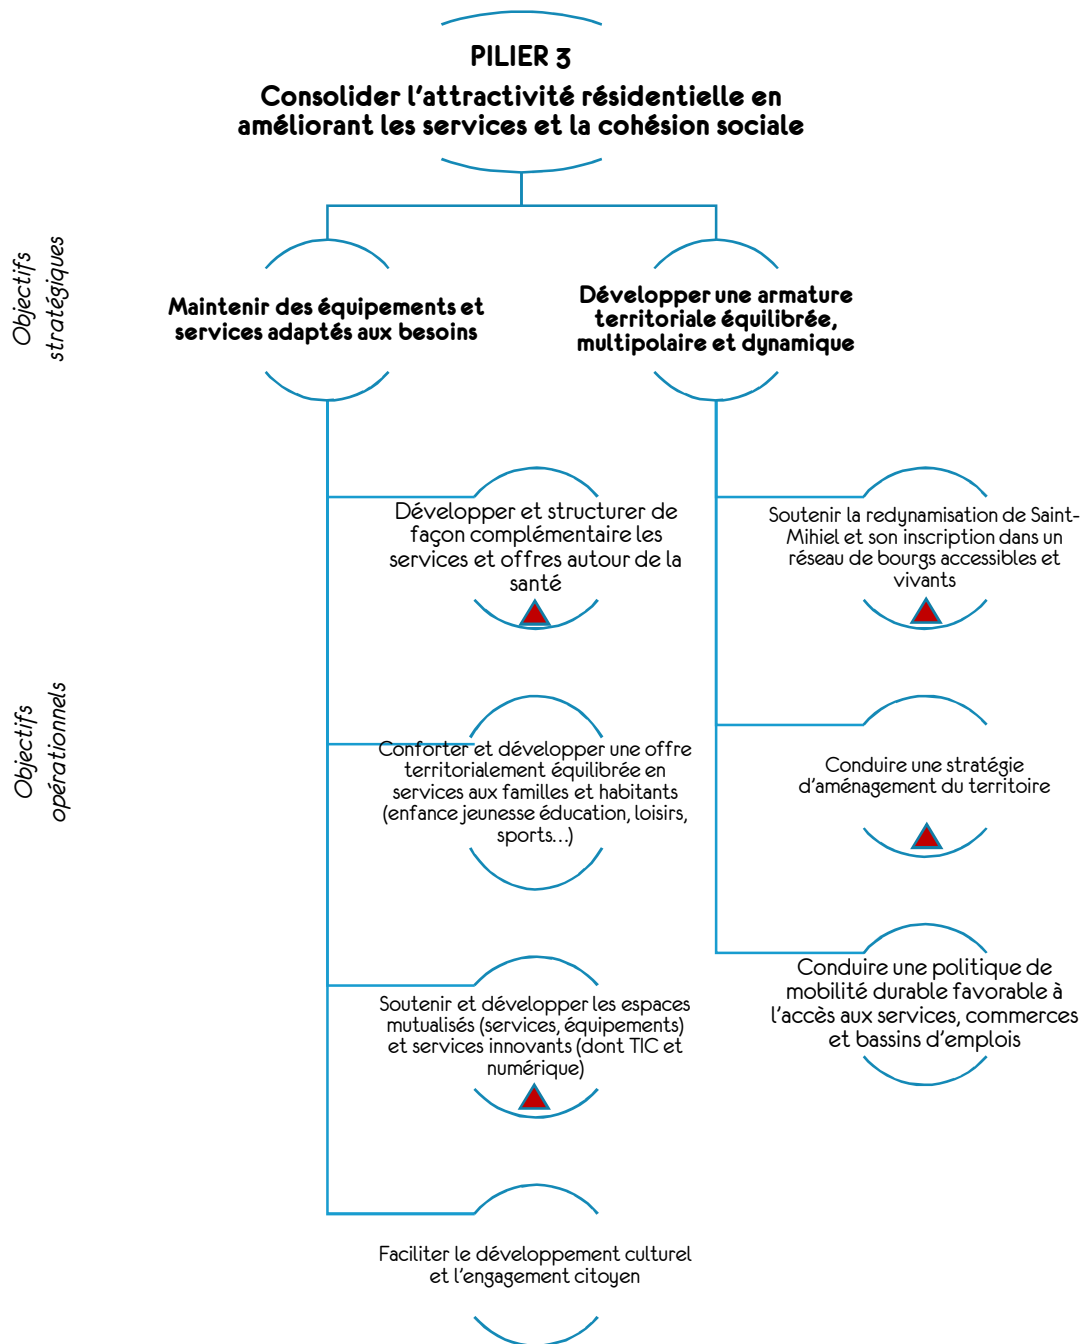 PILIER 3
Consolider l'attractivité résidentielle en
améliorant les services et la cohésion sociale
Objectifs
stratégiques
Maintenir des équipements et
services adaptés aux besoins
Développer une armature
territoriale équilibrée,
multipolaire et dynamique
Objectifs
opérationnels
Développer et structurer de
façon complémentaire les
services et offres autour de la
santé
Conforter et développer une offre
territorialement équilibrée en
services aux familles et habitants
(enfance jeunesse éducation, loisirs,
sports...)
Soutenir et développer les espaces
mutualisés (services, équipements)
et services innovants (dont TIC et
numérique)
Faciliter le développement culturel
et l'engagement citoyen
Soutenir la redynamisation de Saint-
Mihiel et son inscription dans un
réseau de bourgs accessibles et
vivants
Conduire une stratégie
d'aménagement du territoire
Conduire une politique de
mobilité durable favorable à
l'accès aux services, commerces
et bassins d'emplois